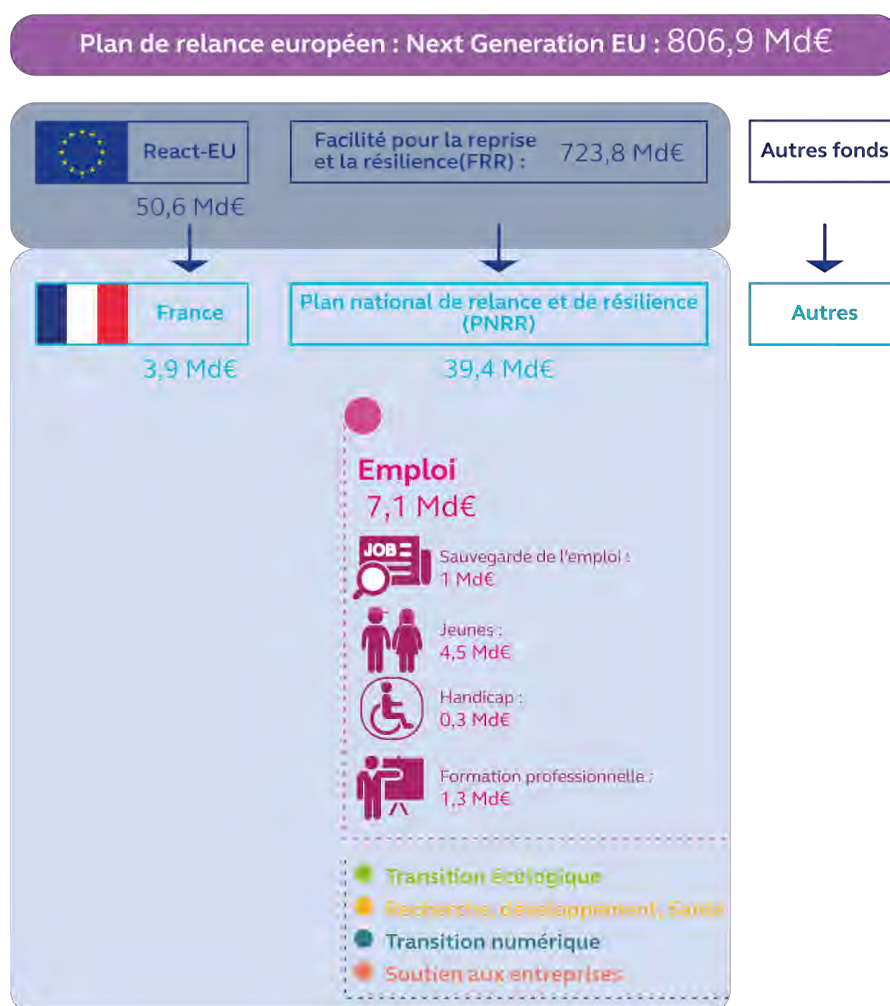 Plan de relance européen : Next Generation EU : 806,9 Md€
React-EU
50,6 Md€
Facilité pour la reprise
et la résilience(FRR) : 723,8 Md€
Autres fonds
France
3,9 Md€
Plan national de relance et de résilience
(PNRR)
39,4 Md€
Autres
Emploi
7,1 Md€
JOB
Sauvegarde de l'emploi :
1 Md€
Jeunes :
4,5 Md€
Handicap :
0,3 Md€
Formation professionnelle :
1,3 Md€
Transition écologique
Recherche, développement, Santé
Transition numérique
Soutien aux entreprises